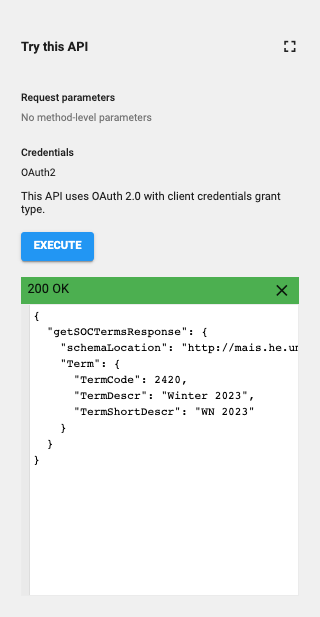 Try this API
Request parameters
No method-level parameters
Credentials
OAuth2
This API uses OAuth 2.0 with client credentials grant
type.
EXECUTE
200 OK
{
"getSOCTermsResponse": {
"schemaLocation": "http://mais.he.u
"Term": {
"TermCode": 2420,
"TermDescr": "Winter 2023",
"TermShortDescr": "WN 2023"
}
}
}